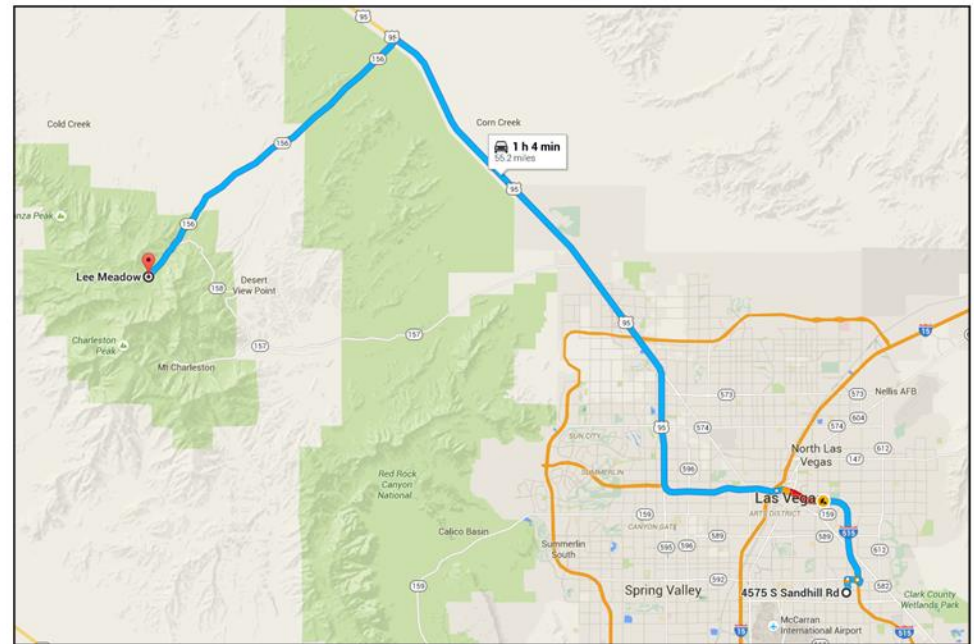 95
95
156
156
Cold Creek
Corn Creek
1 h 4 min
55.2 miles
95
156
nza Peak
Lee Meadow
158
Desert
View Point
157
157
95
15
Charleston
Peak
Mt Charleston
573
573
Nellis AFB
604
574
574
95
SUN CITY
North Las
Vegas
612
147
596
SUMMERLIN
Red Rock
Canyon
National
Las Vega
159
159
ARTS DISTRICT
CANYON GATE
Calico Basin
589
589
515
Summerlin
South
595
596
612
159
Spring Valley
592
582
4575 S Sandhill Rd
Clark County
Wetlands Park
McCarran
International Airport
15
515